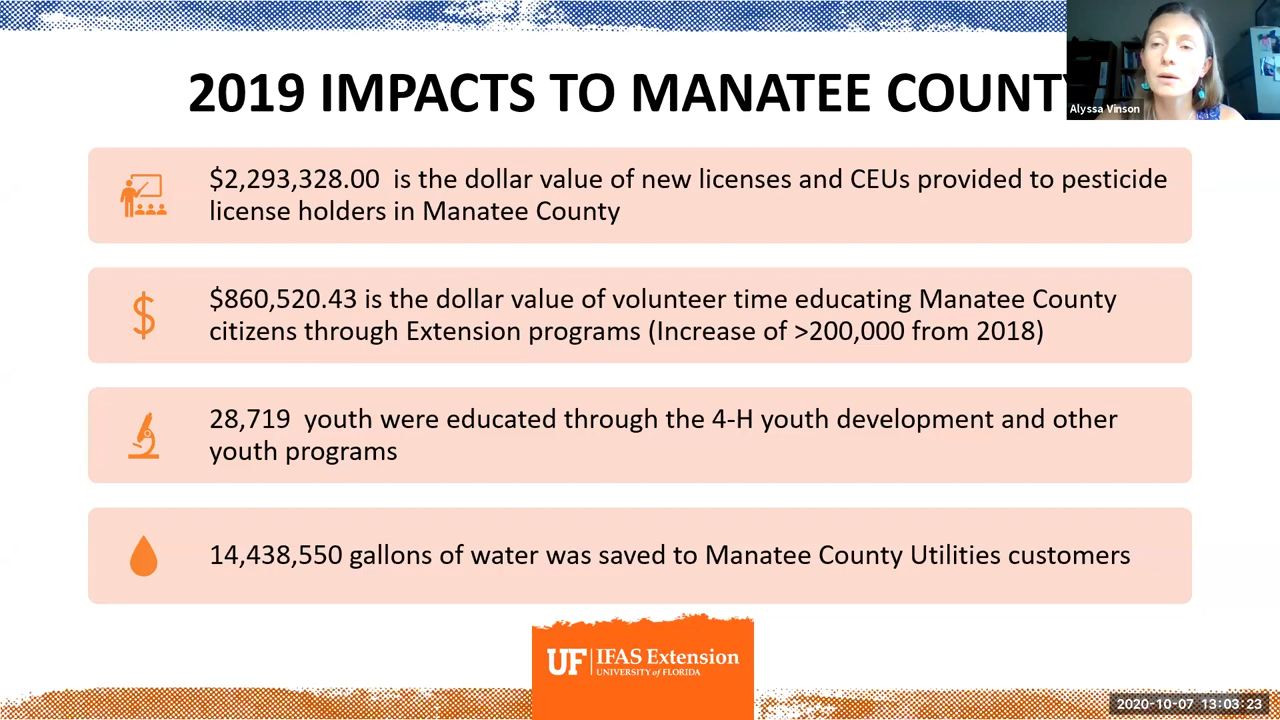 2019 IMPACTS TO MANATEE COUNTY
Alyssa Vinson
$2,293,328.00 is the dollar value of new licenses and CEUs provided to pesticide
license holders in Manatee County
$860,520.43 is the dollar value of volunteer time educating Manatee County
citizens through Extension programs (Increase of >200,000 from 2018)
28,719 youth were educated through the 4-H youth development and other
youth programs
14,438,550 gallons of water was saved to Manatee County Utilities customers
UF IFAS Extension
UNIVERSITY of FLORIDA
2020-10-07 13:03:23